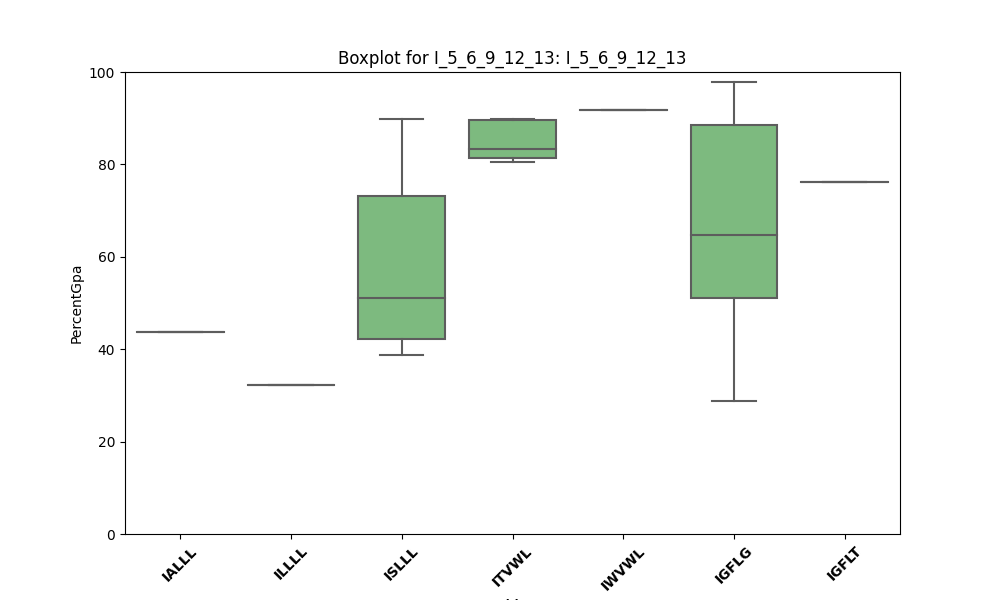 Boxplot for I_5_6_9_12_13: I_5_6_9_12_13
PercentGpa
100
80
60
40
20
0
IALLL
ILLLL
ISLLL
ITVWL
IWVWL
IGFLG
IGFLT